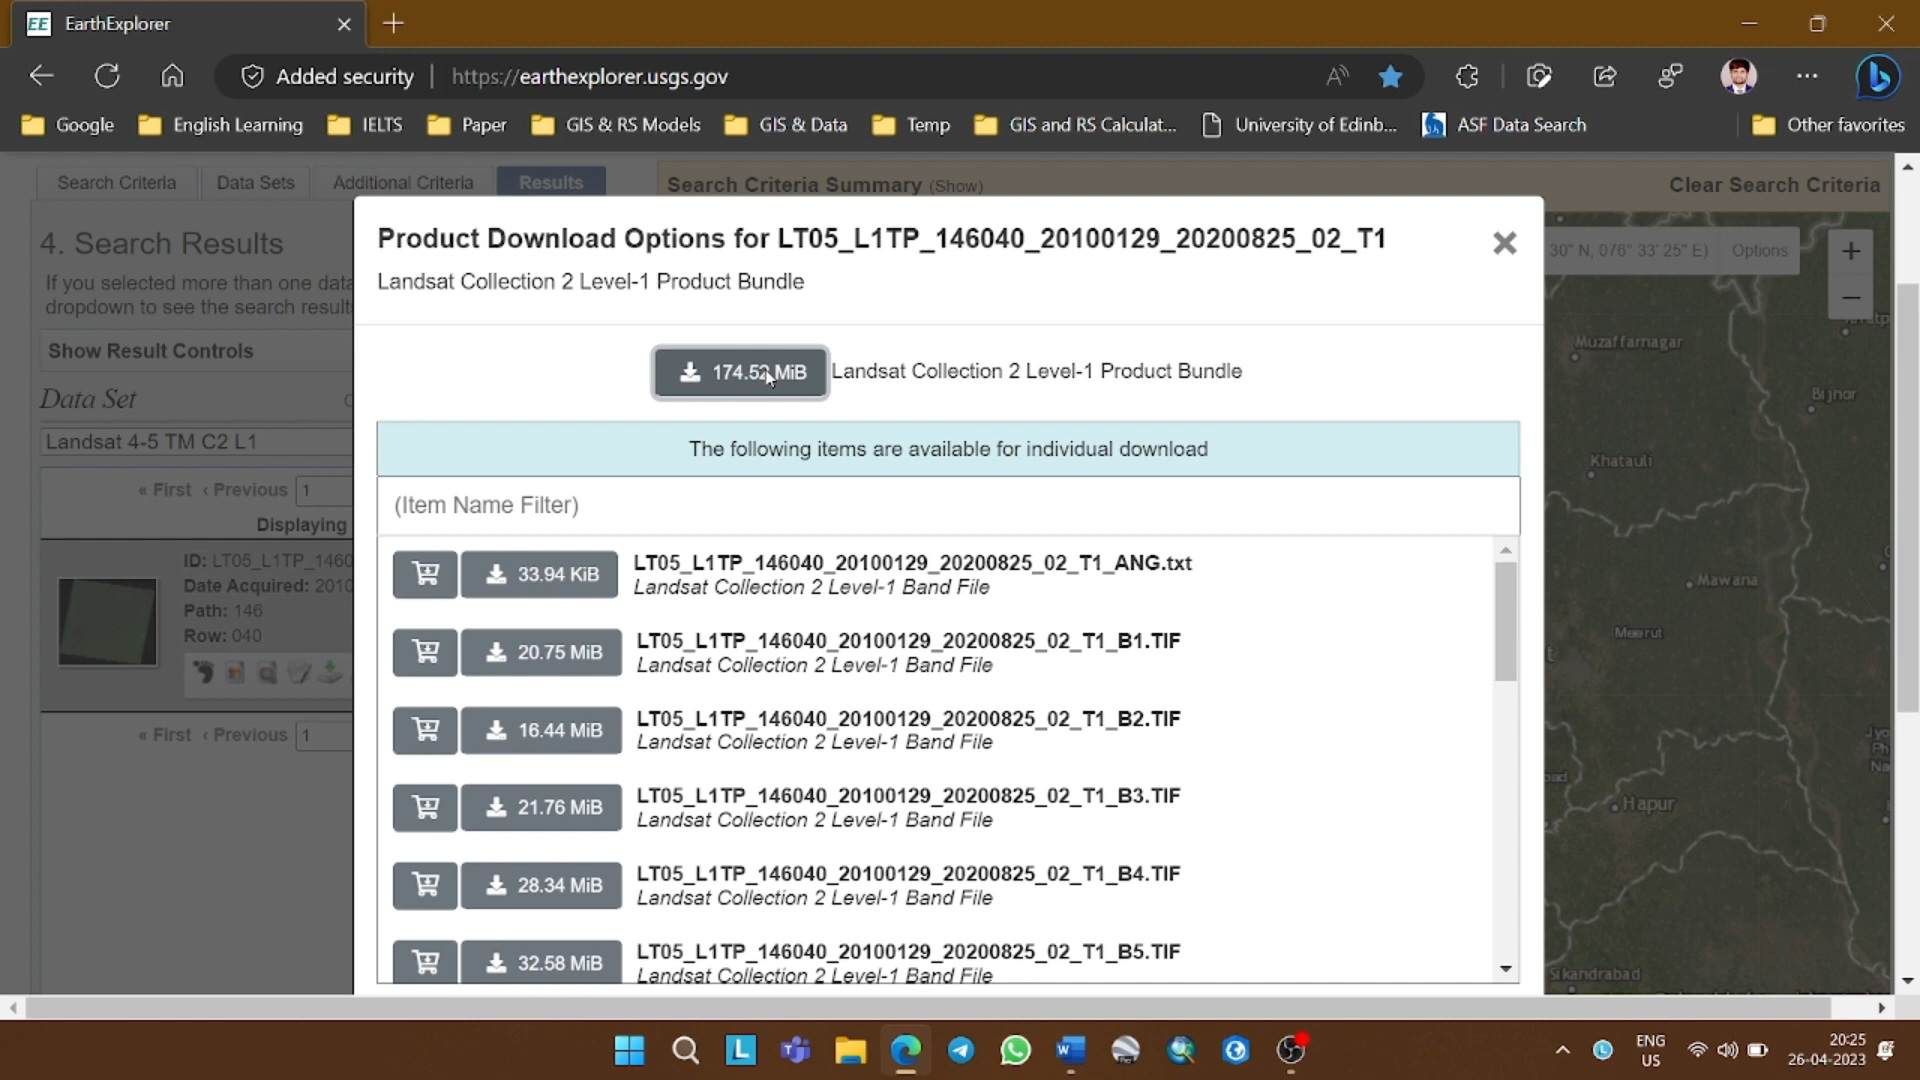 EE EarthExplorer
Added security https://earthexplorer.usgs.gov
Google English Learning IELTS Paper GIS & RS Models GIS & Data Temp GIS and RS Calculat... University of Edinb... ASF Data Search Other favorites
Search Criteria Data Sets Additional Criteria Results
Search Criteria Summary (Show) Clear Search Criteria
4. Search Results
If you selected more than one data
dropdown to see the search results
Show Result Controls
Data Set
Landsat 4-5 TM C2 L1
« First ‹ Previous 1
Displaying
ID: LT05_L1TP_1460
Date Acquired: 2010
Path: 146
Row: 040
« First ‹ Previous 1
Product Download Options for LT05_L1TP_146040_20100129_20200825_02_T1
Landsat Collection 2 Level-1 Product Bundle
174.52 MiB Landsat Collection 2 Level-1 Product Bundle
The following items are available for individual download
(Item Name Filter)
33.94 KiB LT05_L1TP_146040_20100129_20200825_02_T1_ANG.txt
Landsat Collection 2 Level-1 Band File
20.75 MiB LT05_L1TP_146040_20100129_20200825_02_T1_B1.TIF
Landsat Collection 2 Level-1 Band File
16.44 MiB LT05_L1TP_146040_20100129_20200825_02_T1_B2.TIF
Landsat Collection 2 Level-1 Band File
21.76 MiB LT05_L1TP_146040_20100129_20200825_02_T1_B3.TIF
Landsat Collection 2 Level-1 Band File
28.34 MiB LT05_L1TP_146040_20100129_20200825_02_T1_B4.TIF
Landsat Collection 2 Level-1 Band File
32.58 MiB LT05_L1TP_146040_20100129_20200825_02_T1_B5.TIF
Landsat Collection 2 Level-1 Band File
30" N, 076° 33' 25" E) Options
Muzaffarnagar
Bijnor
Khatauli
Mawana
Meerut
Hapur
Sikandrabad
ENG
US
20:25
26-04-2023